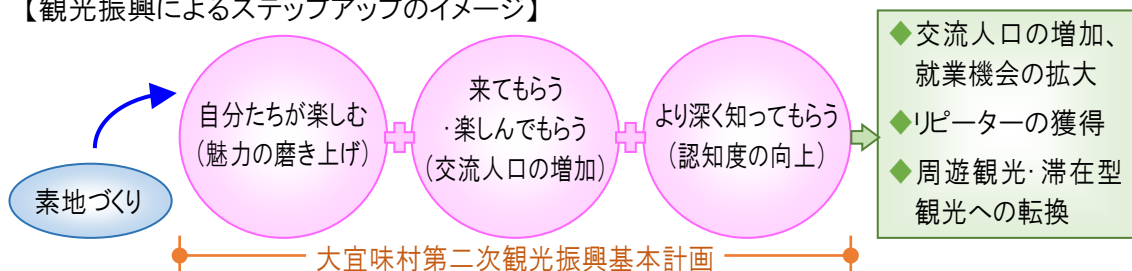 【観光振興によるステップアップのイメージ】
素地づくり
自分たちが楽しむ
（魅力の磨き上げ）
来てもらう
・楽しんでもらう
（交流人口の増加）
より深く知ってもらう
（認知度の向上）
◆交流人口の増加、
就業機会の拡大
◆リピーターの獲得
◆周遊観光・滞在型
観光への転換
大宜味村第二次観光振興基本計画